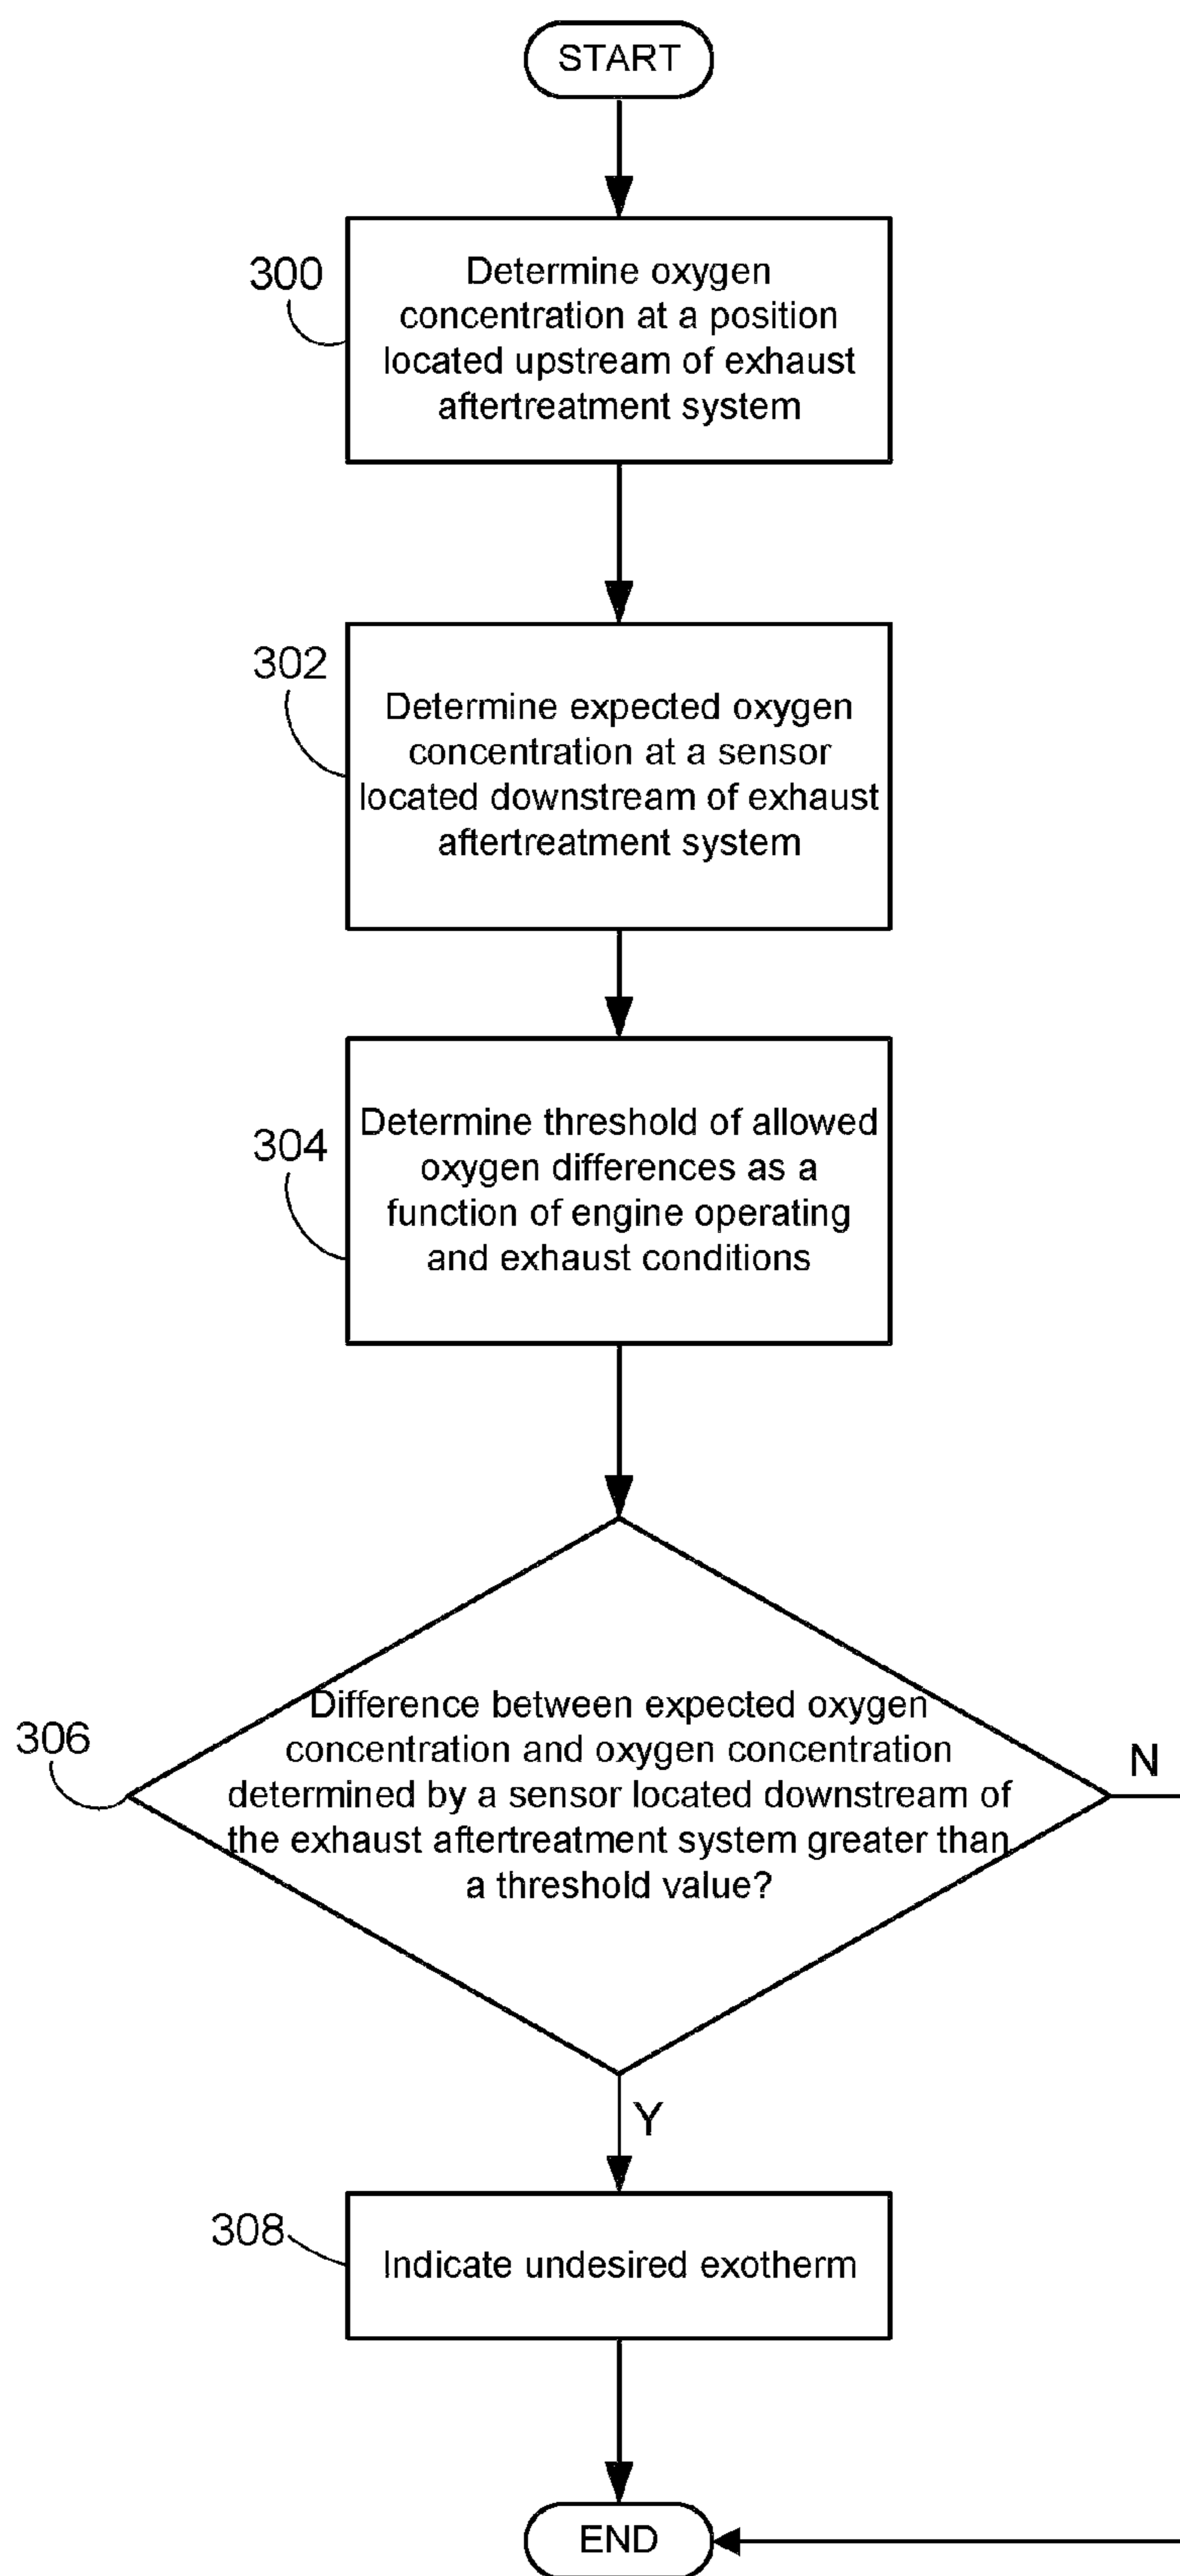 START
300
Determine oxygen
concentration at a position
located upstream of exhaust
aftertreatment system
302
Determine expected oxygen
concentration at a sensor
located downstream of exhaust
aftertreatment system
304
Determine threshold of allowed
oxygen differences as a
function of engine operating
and exhaust conditions
306
Difference between expected oxygen
concentration and oxygen concentration
determined by a sensor located downstream of
the exhaust aftertreatment system greater than
a threshold value?
N
Y
308
Indicate undesired exotherm
END